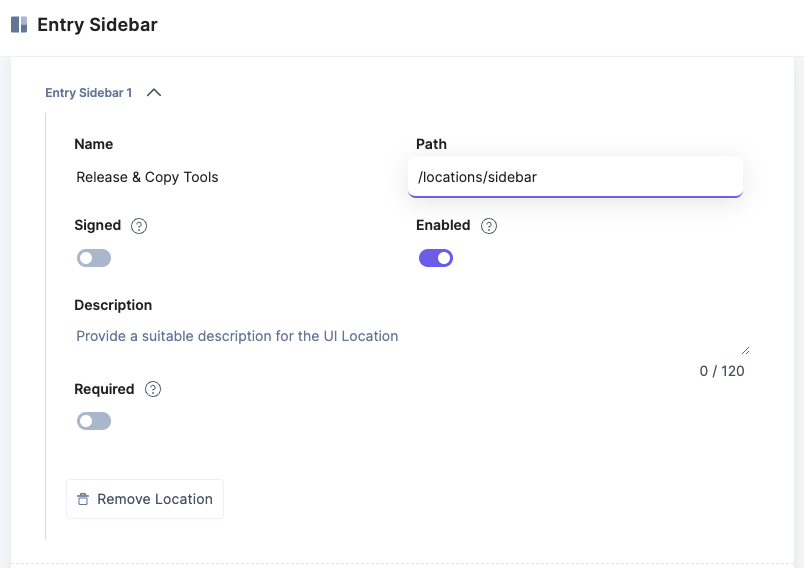 Entry Sidebar
Entry Sidebar 1
Name
Path
Release & Copy Tools
/locations/sidebar
Signed ?
Enabled ?
Description
Provide a suitable description for the UI Location
0 / 120
Required ?
Remove Location